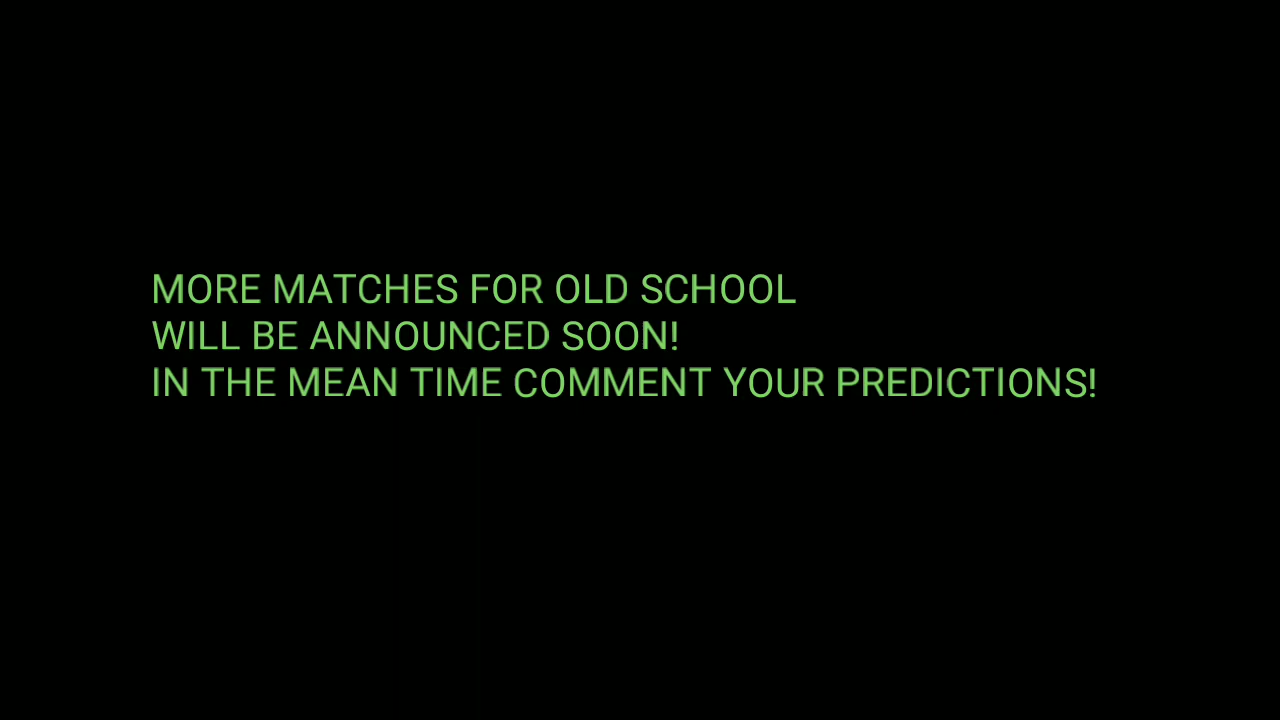 MORE MATCHES FOR OLD SCHOOL
WILL BE ANNOUNCED SOON!
IN THE MEAN TIME COMMENT YOUR PREDICTIONS!